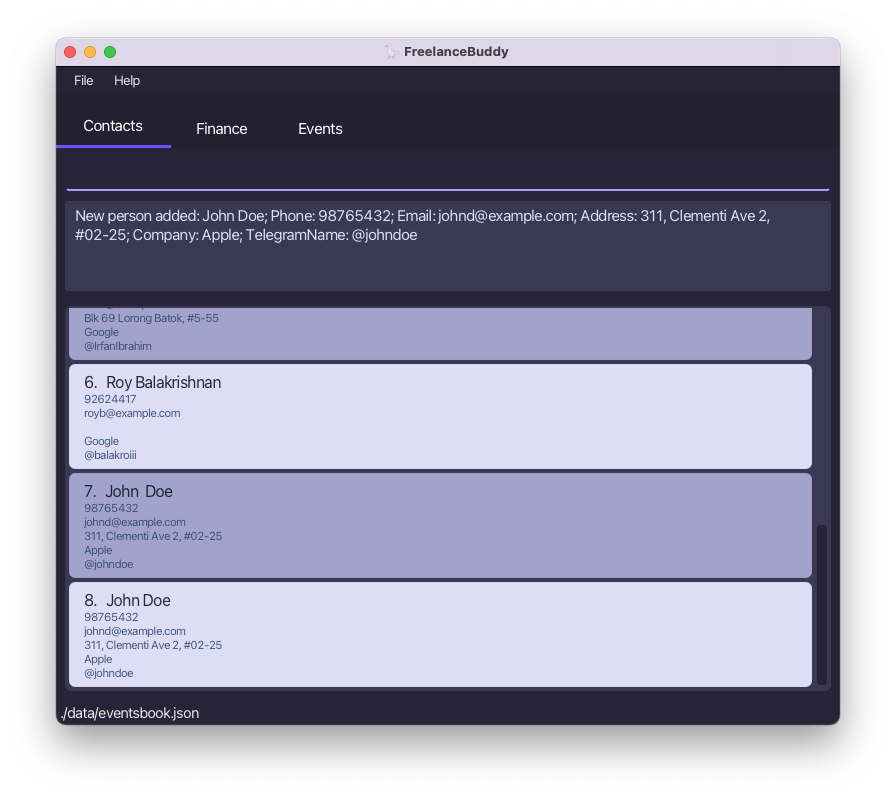 FreelanceBuddy
File Help
Contacts Finance Events
New person added: John Doe; Phone: 98765432; Email: johnd@example.com; Address: 311, Clementi Ave 2,
#02-25; Company: Apple; TelegramName: @johndoe
Blk 69 Lorong Batok, #5-55
Google
@IrfanIbrahim
6. Roy Balakrishnan
92624417
royb@example.com
Google
@balakroiii
7. John  Doe
98765432
johnd@example.com
311, Clementi Ave 2, #02-25
Apple
@johndoe
8. John Doe
98765432
johnd@example.com
311, Clementi Ave 2, #02-25
Apple
@johndoe
./data/eventsbook.json